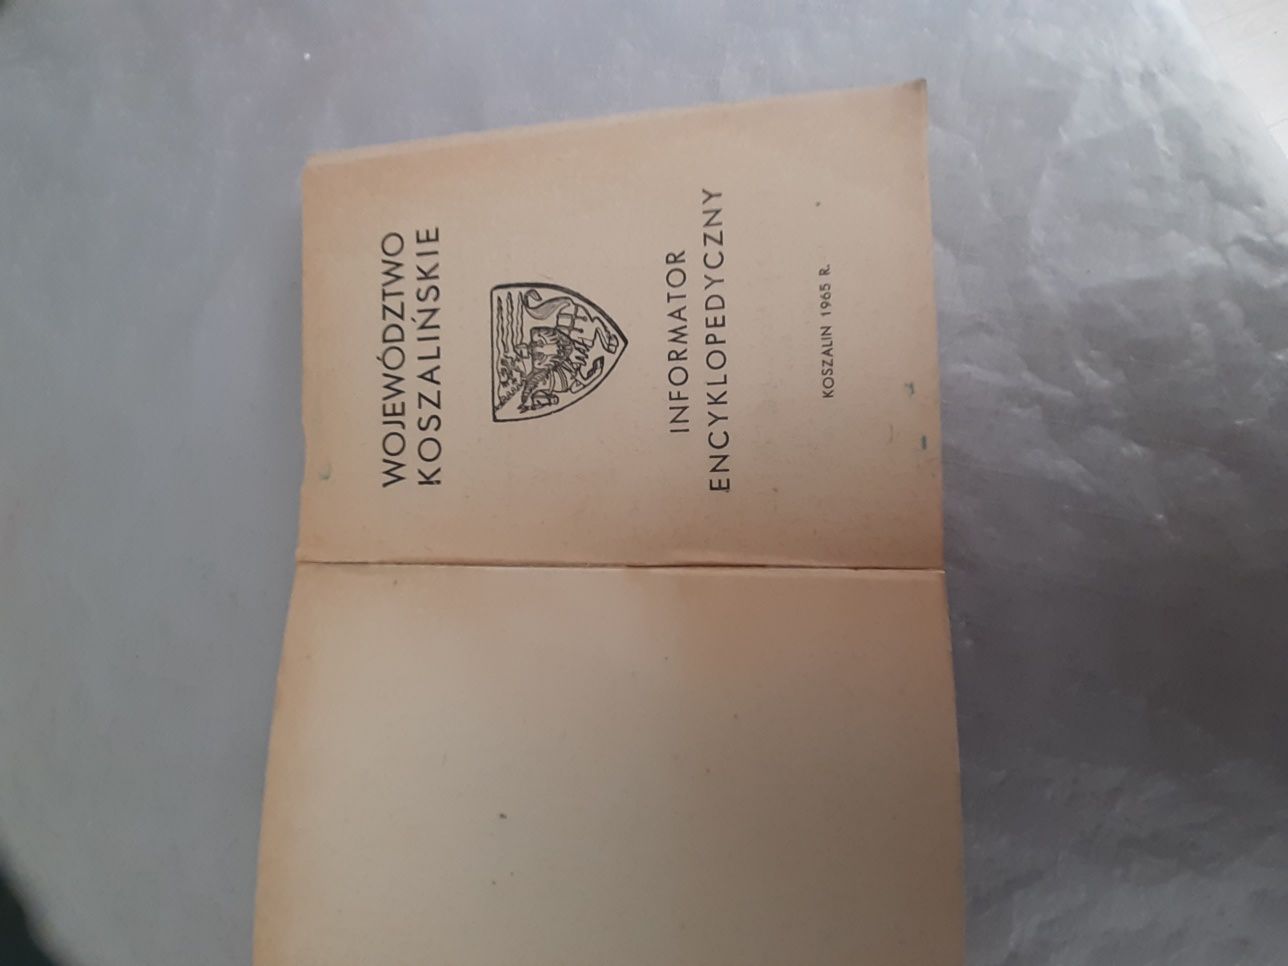 WOJEWÓDZTWO
KOSZALIŃSKIE
INFORMATOR
ENCYKLOPEDYCZNY
KOSZALIN 1965 R.